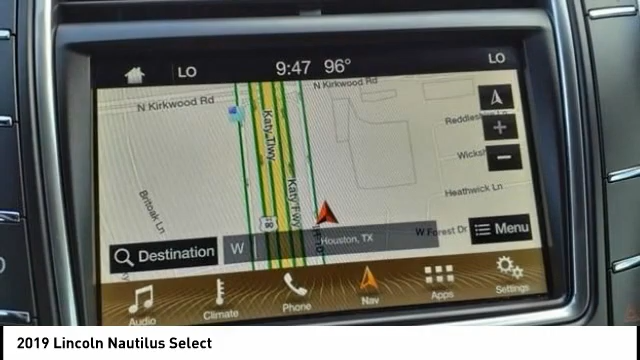 LO 9:47 96° LO
N Kirkwood Rd
N Kirkwood Rd
Katy Fwy
Katy Fwy
Wicks
Heathwick Ln
Britoak Ln
W Forest Dr
Menu
Destination
W
Houston, TX
Audio
Climate
Phone
Nav
Apps
Settings
2019 Lincoln Nautilus Select